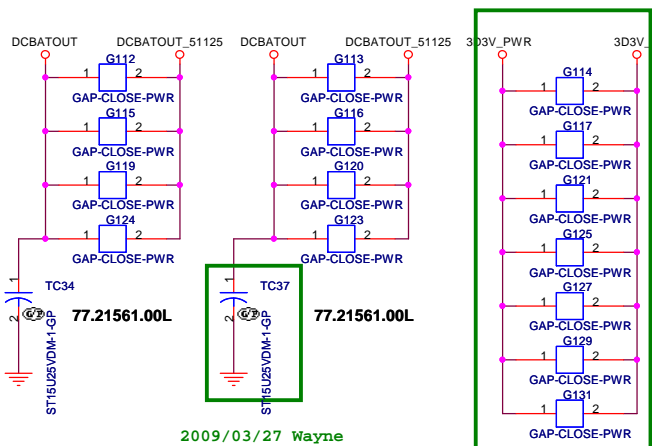 DCBATOUT
DCBATOUT_51125
G112
1 2
GAP-CLOSE-PWR
G115
1 2
GAP-CLOSE-PWR
G119
1 2
GAP-CLOSE-PWR
G124
1 2
GAP-CLOSE-PWR
1
TC34
2
77.21561.00L
ST15U25VDM-1-GP
DCBATOUT
DCBATOUT_51125
G113
1 2
GAP-CLOSE-PWR
G116
1 2
GAP-CLOSE-PWR
G120
1 2
GAP-CLOSE-PWR
G123
1 2
GAP-CLOSE-PWR
1
TC37
2
77.21561.00L
ST15U25VDM-1-GP
2009/03/27 Wayne
3D3V_PWR
3D3V_
G114
1 2
GAP-CLOSE-PWR
G117
1 2
GAP-CLOSE-PWR
G121
1 2
GAP-CLOSE-PWR
G125
1 2
GAP-CLOSE-PWR
G127
1 2
GAP-CLOSE-PWR
G129
1 2
GAP-CLOSE-PWR
G131
1 2
GAP-CLOSE-PWR